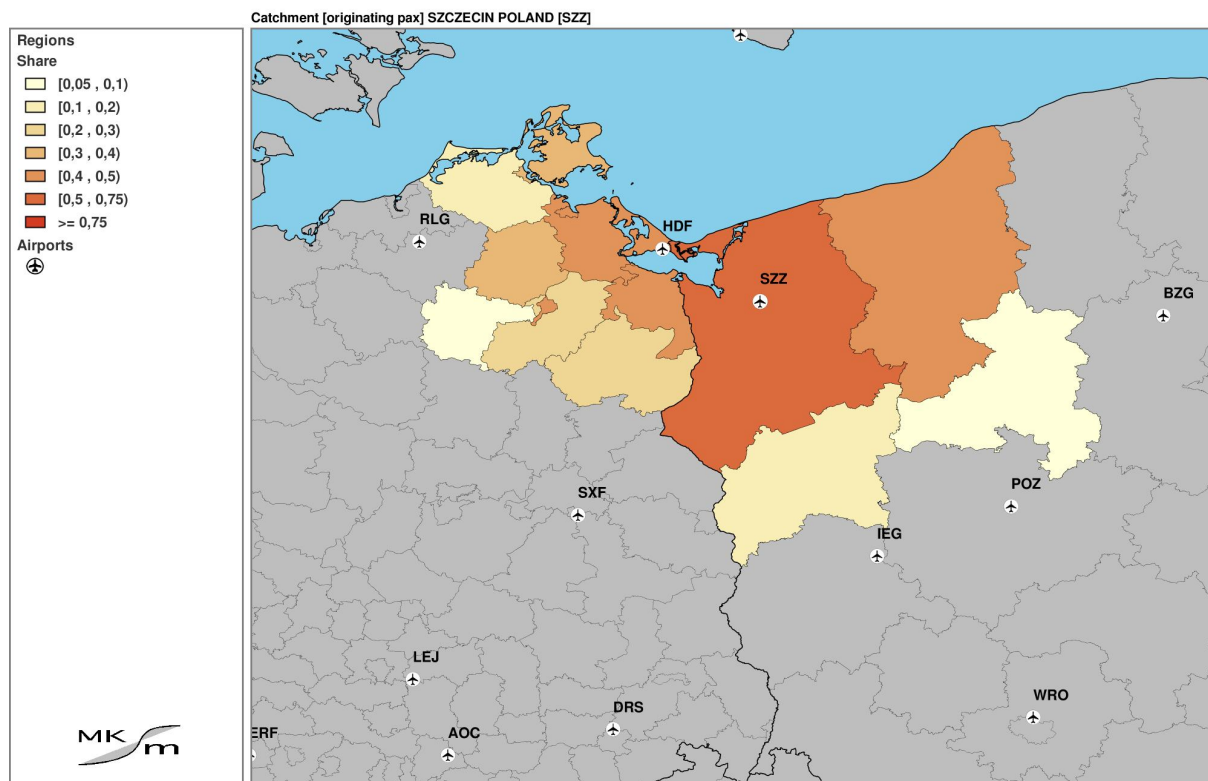 Catchment [originating pax] SZCZECIN POLAND [SZZ]
Regions
Share
[0,05 , 0,1)
[0,1 , 0,2)
[0,2 , 0,3)
[0,3 , 0,4)
[0,4 , 0,5)
[0,5 , 0,75)
>= 0,75
Airports
RLG
HDF
SZZ
BZG
SXF
POZ
IEG
LEJ
DRS
WRO
ERF
AOC
MK
m